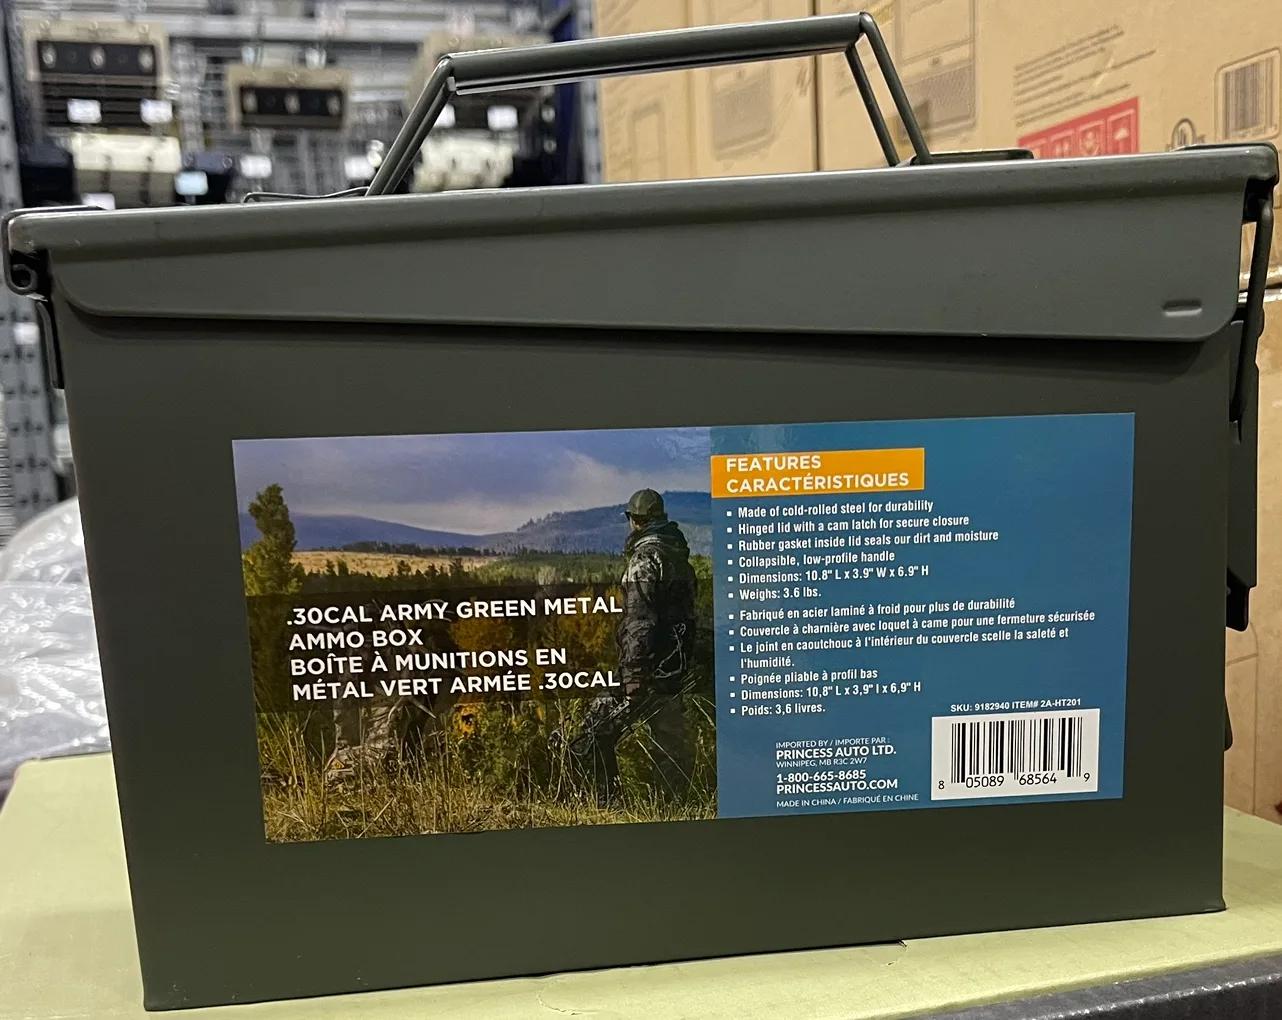 .30CAL ARMY GREEN METAL
AMMO BOX
BOÎTE À MUNITIONS EN
MÉTAL VERT ARMÉE .30CAL
FEATURES
CARACTÉRISTIQUES
▪ Made of cold-rolled steel for durability
▪ Hinged lid with a cam latch for secure closure
▪ Rubber gasket inside lid seals our dirt and moisture
▪ Collapsible, low-profile handle
▪ Dimensions: 10.8" L x 3.9" W x 6.9" H
▪ Weighs: 3.6 lbs.
▪ Fabriqué en acier laminé à froid pour plus de durabilité
▪ Couvercle à charnière avec loquet à came pour une fermeture sécurisée
▪ Le joint en caoutchouc à l'intérieur du couvercle scelle la saleté et
l'humidité.
▪ Poignée pliable à profil bas
▪ Dimensions: 10,8" L x 3,9" l x 6,9" H
▪ Poids: 3,6 livres.
SKU: 9182940 ITEM# 2A-HT201
IMPORTED BY / IMPORTÉ PAR :
PRINCESS AUTO LTD.
WINNIPEG, MB R3C 2W7
1-800-665-8685
PRINCESSAUTO.COM
MADE IN CHINA / FABRIQUÉ EN CHINE
8 05089 68564 9